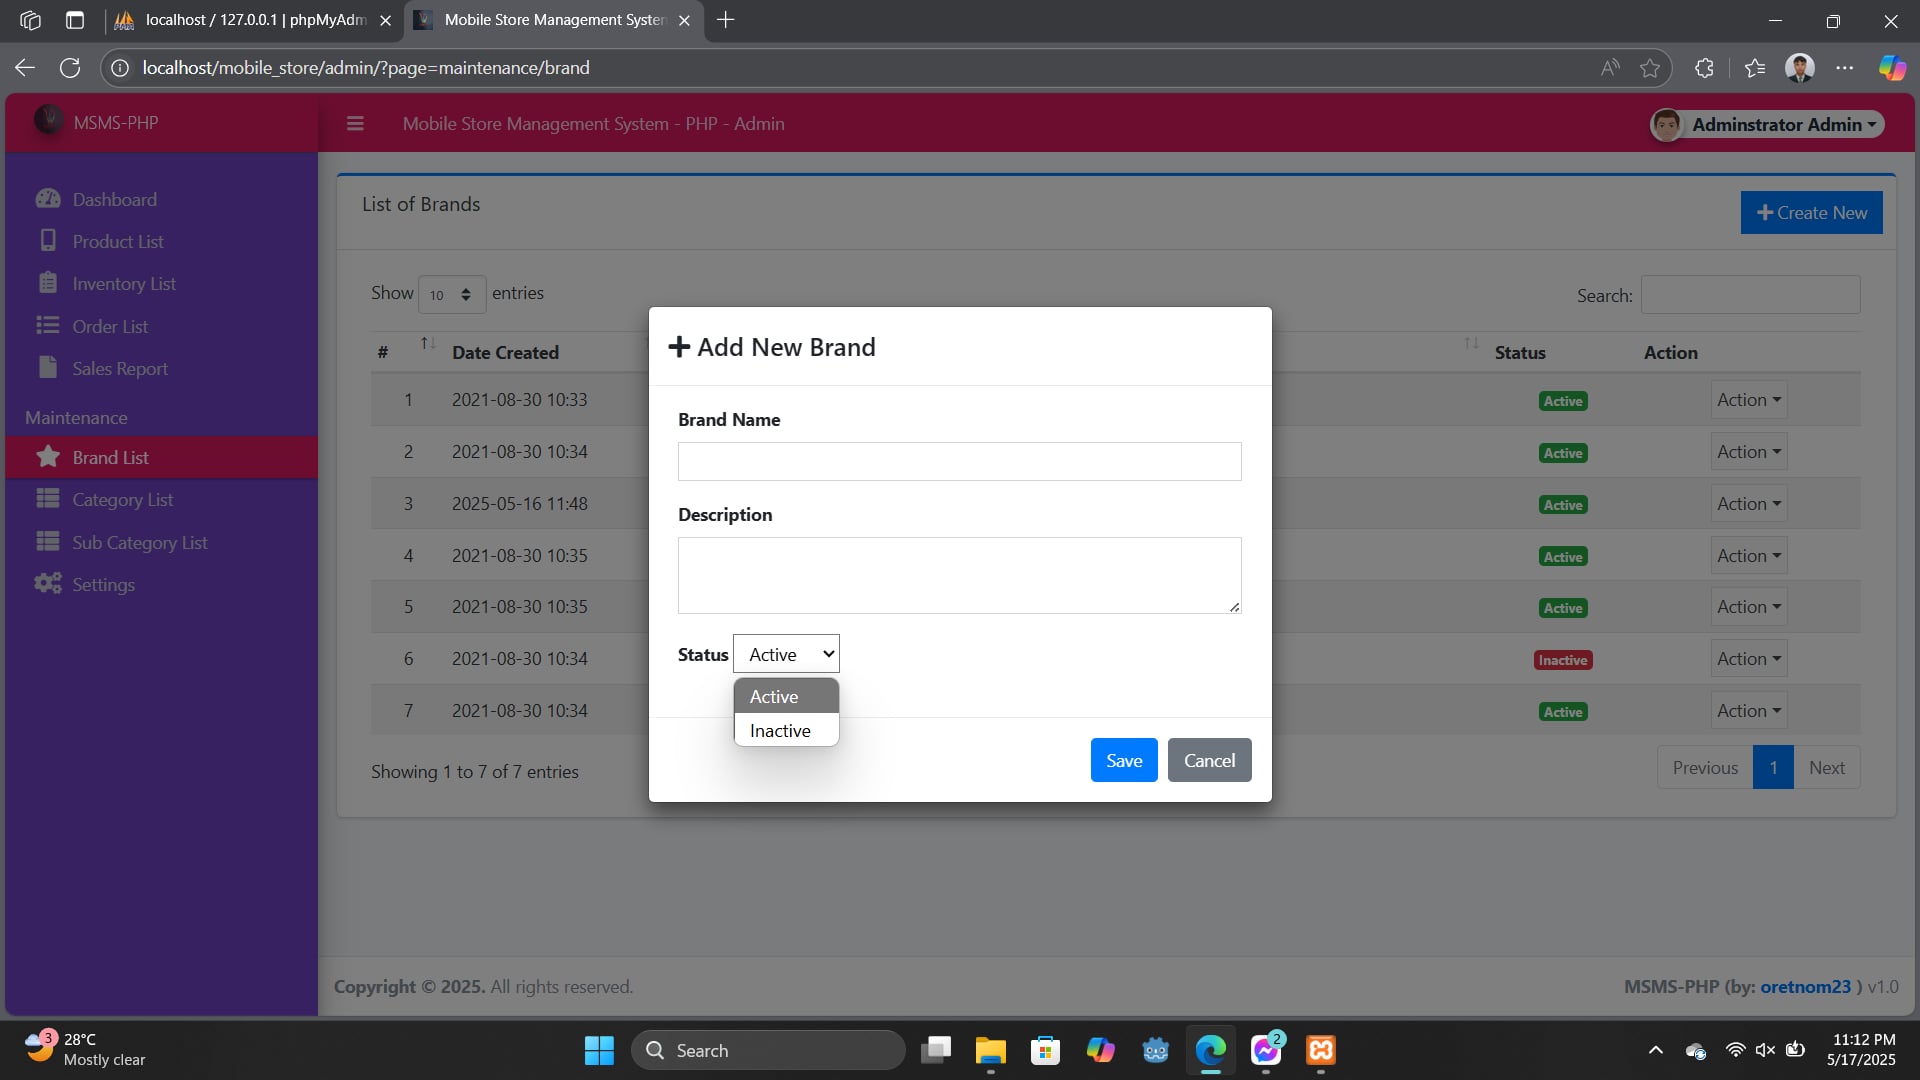 localhost / 127.0.0.1 | phpMyAdm
Mobile Store Management System
localhost/mobile_store/admin/?page=maintenance/brand
MSMS-PHP
Mobile Store Management System - PHP - Admin
Adminstrator Admin
Dashboard
Product List
Inventory List
Order List
Sales Report
Maintenance
Brand List
Category List
Sub Category List
Settings
List of Brands
Create New
Show 10 entries
Search:
# Date Created Status Action
1 2021-08-30 10:33 Active Action
2 2021-08-30 10:34 Active Action
3 2025-05-16 11:48 Active Action
4 2021-08-30 10:35 Active Action
5 2021-08-30 10:35 Active Action
6 2021-08-30 10:34 Inactive Action
7 2021-08-30 10:34 Active Action
Showing 1 to 7 of 7 entries
Previous 1 Next
Add New Brand
Brand Name
Description
Status Active
Active
Inactive
Save Cancel
Copyright © 2025. All rights reserved.
MSMS-PHP (by: oretnom23 ) v1.0
3
28°C
Mostly clear
Search
2
11:12 PM
5/17/2025